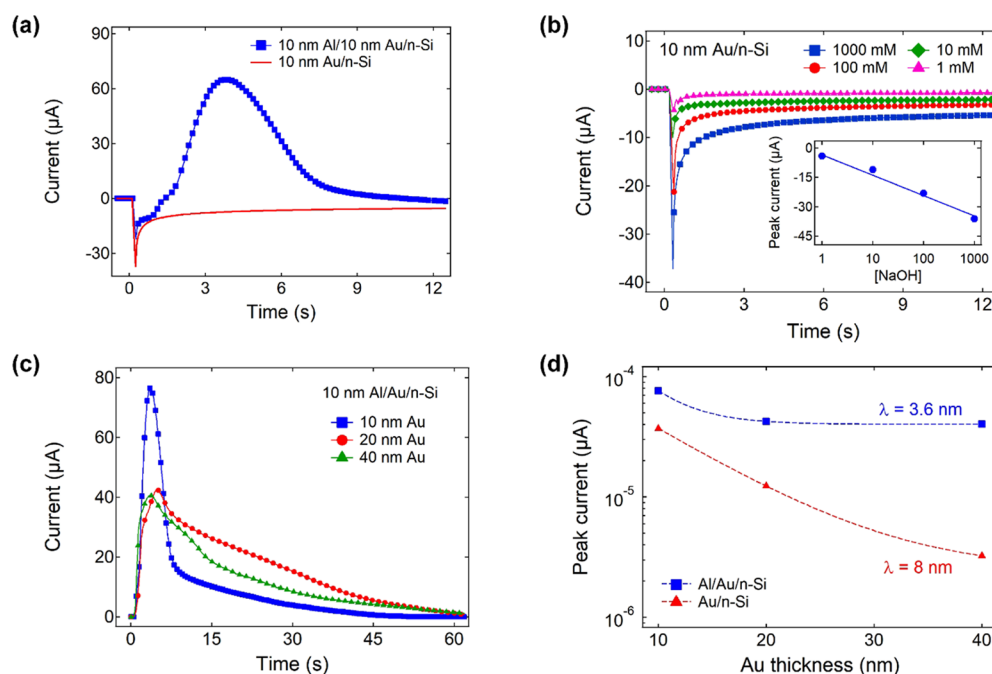 (a)
90
60
30
0
-30
Current (µA)
10 nm Al/10 nm Au/n-Si
10 nm Au/n-Si
0
3
6
9
12
Time (s)
(b)
10 nm Au/n-Si
1000 mM
10 mM
100 mM
1 mM
10
0
-10
-20
-30
-40
Current (µA)
0
-15
-30
-45
Peak current (µA)
1
10
100
1000
[NaOH]
0
3
6
9
12
Time (s)
(c)
10 nm Al/Au/n-Si
10 nm Au
20 nm Au
40 nm Au
80
60
40
20
0
Current (µA)
0
15
30
45
60
Time (s)
(d)
10⁻⁴
10⁻⁵
10⁻⁶
Peak current (µA)
λ = 3.6 nm
λ = 8 nm
Al/Au/n-Si
Au/n-Si
10
20
30
40
Au thickness (nm)